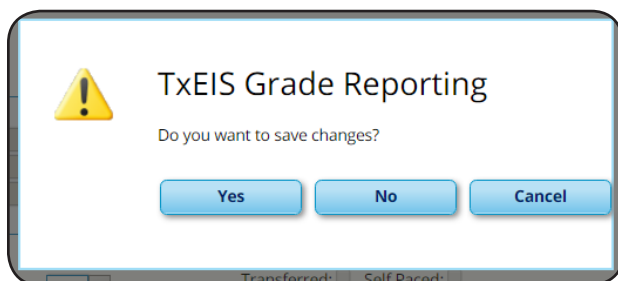 TxEIS Grade Reporting
Do you want to save changes?
Yes No Cancel
Transferred: Self Paced: